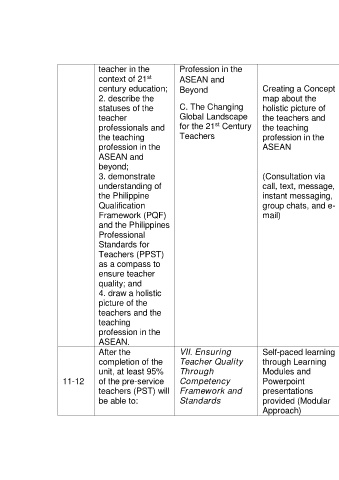 teacher in the
context of 21st
century education;
2. describe the
statuses of the
teacher
professionals and
the teaching
profession in the
ASEAN and
beyond;
3. demonstrate
understanding of
the Philippine
Qualification
Framework (PQF)
and the Philippines
Professional
Standards for
Teachers (PPST)
as a compass to
ensure teacher
quality; and
4. draw a holistic
picture of the
teachers and the
teaching
profession in the
ASEAN.
Profession in the
ASEAN and
Beyond
C. The Changing
Global Landscape
for the 21st Century
Teachers
Creating a Concept
map about the
holistic picture of
the teachers and
the teaching
profession in the
ASEAN
(Consultation via
call, text, message,
instant messaging,
group chats, and e-
mail)
11-12
After the
completion of the
unit, at least 95%
of the pre-service
teachers (PST) will
be able to:
VII. Ensuring
Teacher Quality
Through
Competency
Framework and
Standards
Self-paced learning
through Learning
Modules and
Powerpoint
presentations
provided (Modular
Approach)